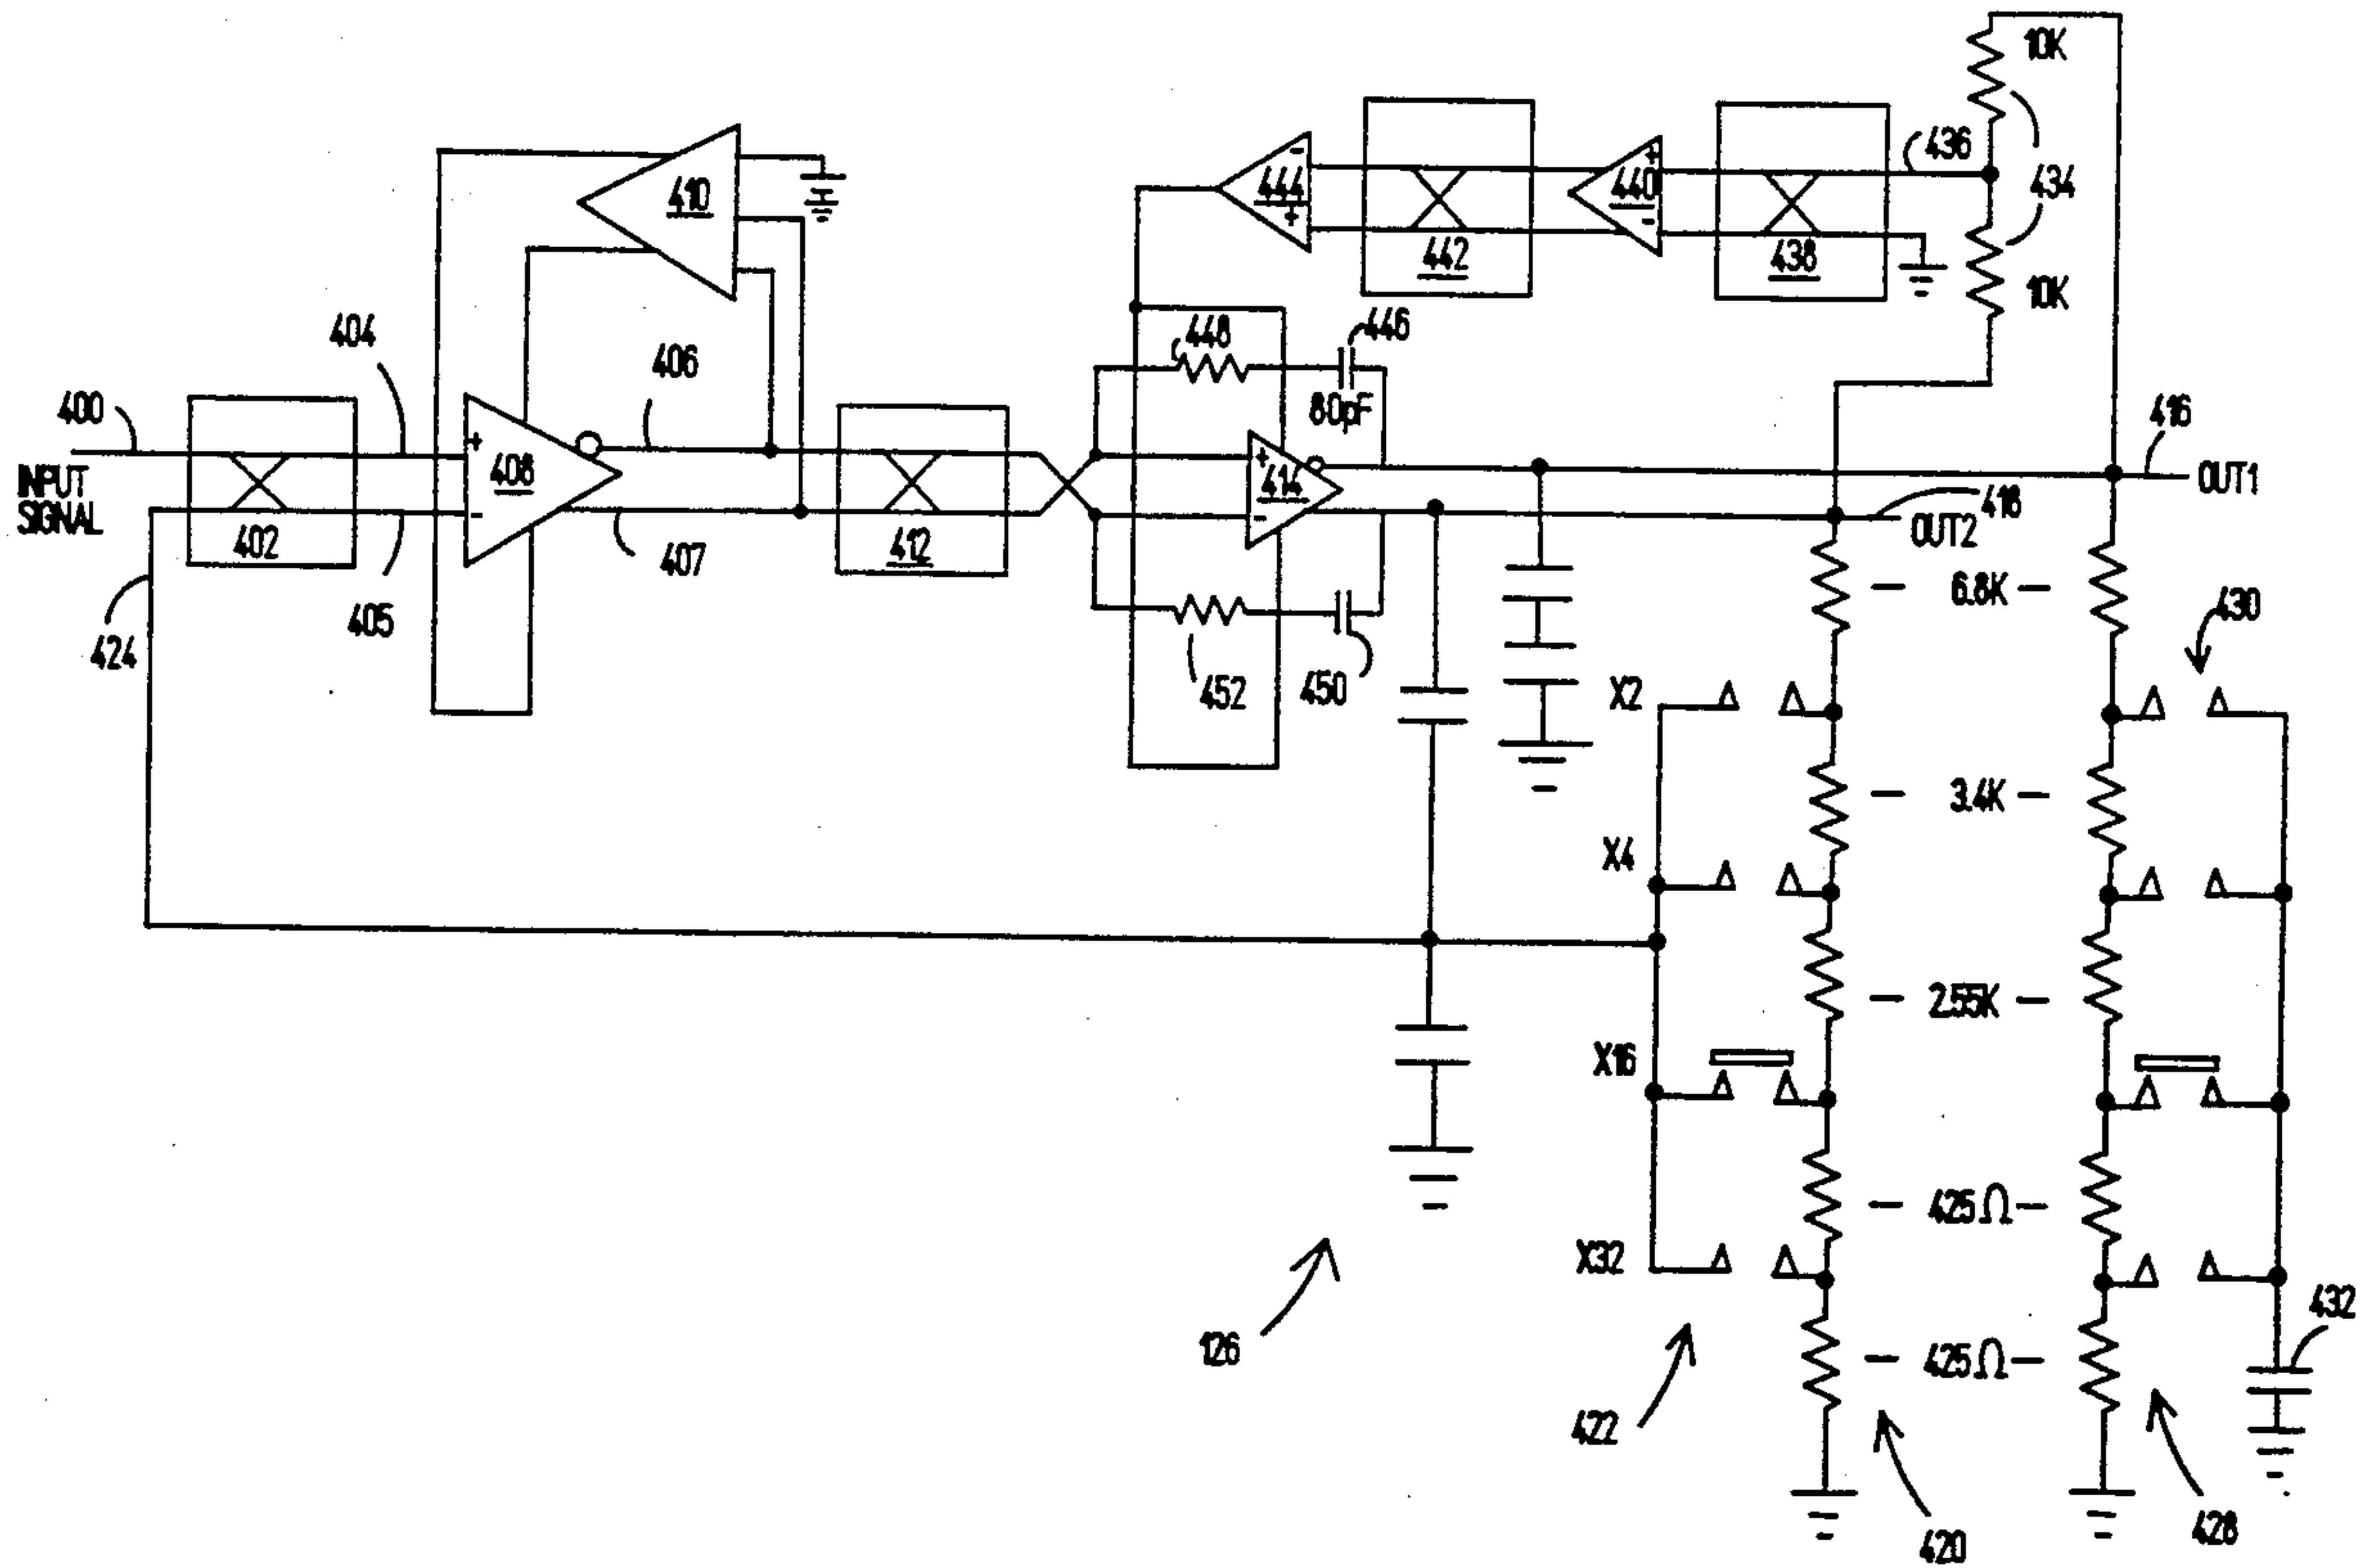 10K
436
434
10K
+
440
-
-
444
+
442
438
410
448
446
80pF
404
406
400
INPUT
SIGNAL
+
408
-
402
405
407
412
424
+
414
-
452
450
416
OUT1
418
OUT2
6.8K
430
X2
3.4K
X4
2.55K
X16
425Ω
X32
425Ω
432
126
422
420
428